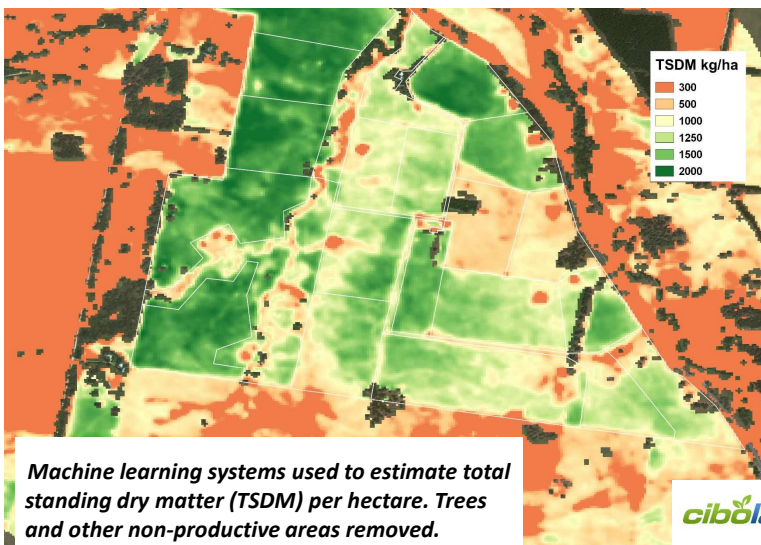 TSDM kg/ha
300
500
1000
1250
1500
2000
Machine learning systems used to estimate total
standing dry matter (TSDM) per hectare. Trees
and other non-productive areas removed.